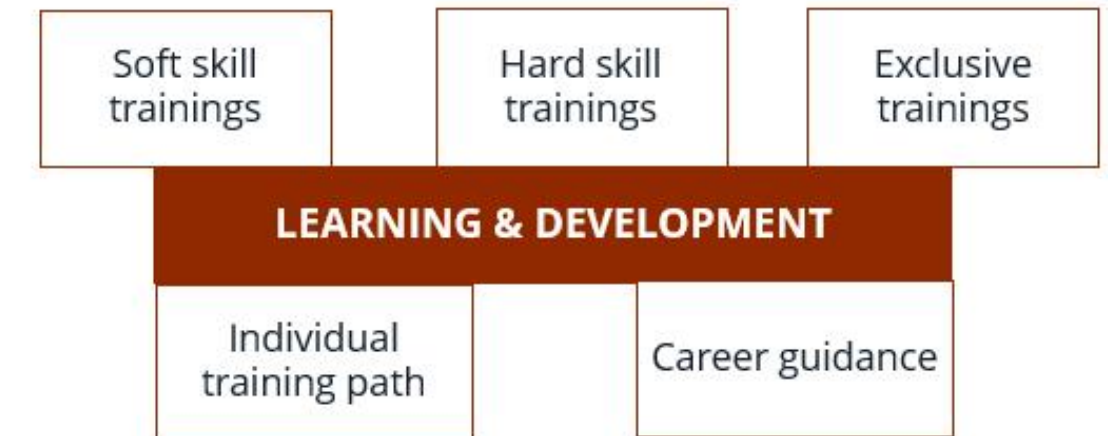 Soft skill
trainings
Hard skill
trainings
Exclusive
trainings
LEARNING & DEVELOPMENT
Individual
training path
Career guidance